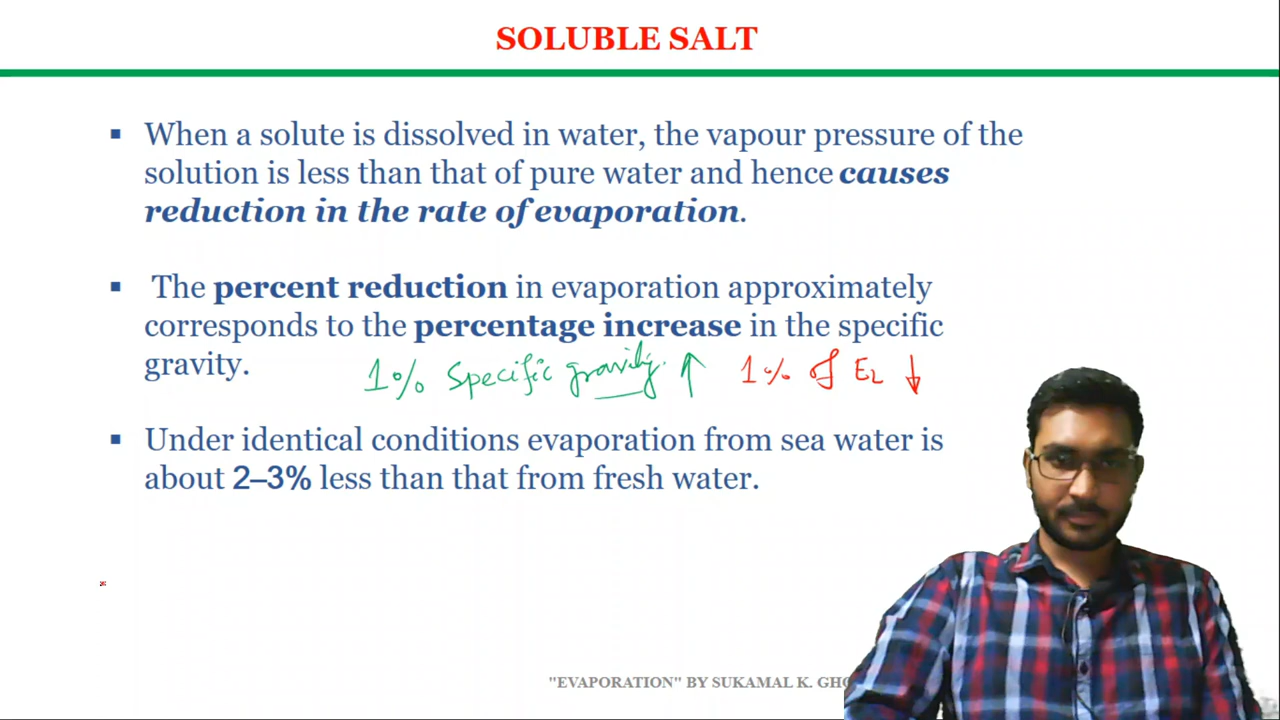 SOLUBLE SALT
▪ When a solute is dissolved in water, the vapour pressure of the
solution is less than that of pure water and hence causes
reduction in the rate of evaporation.
▪ The percent reduction in evaporation approximately
corresponds to the percentage increase in the specific
gravity.
1% Specific gravity ↑ 1% of EL ↓
▪ Under identical conditions evaporation from sea water is
about 2–3% less than that from fresh water.
"EVAPORATION" BY SUKAMAL K. GHO